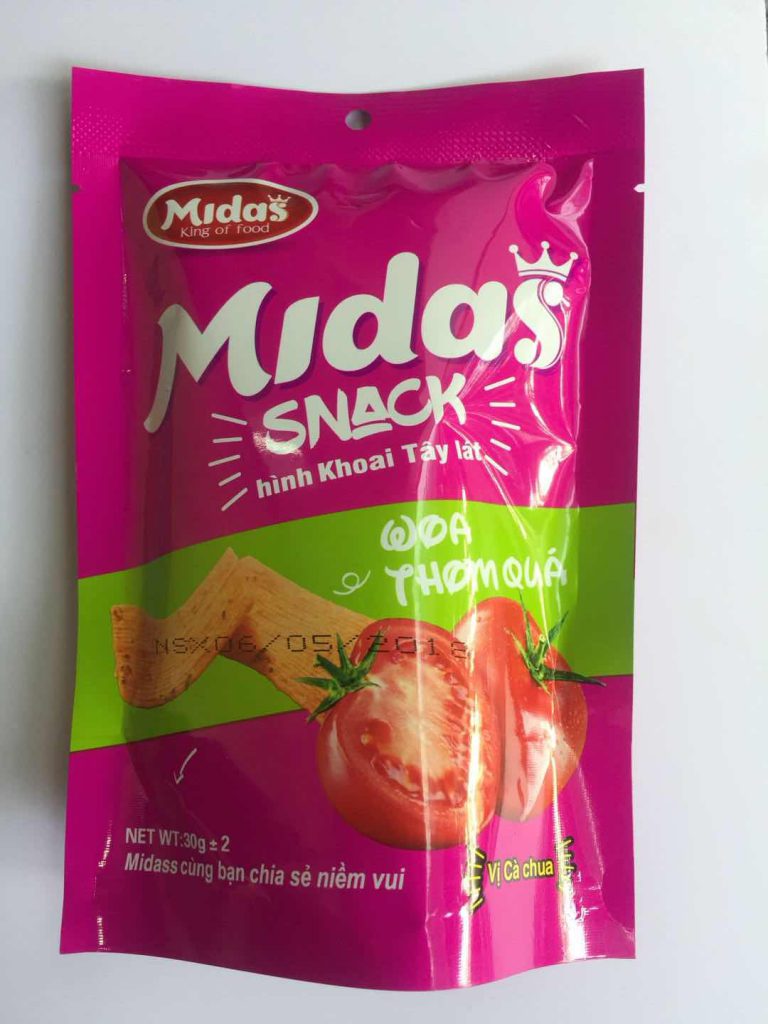 Midas
King of food
Midas
SNACK
hình Khoai Tây lát
WOA
THƠM QUÁ
NSX06/05/2018
NET WT:30g ± 2
Midass cùng bạn chia sẻ niềm vui
Vị Cà chua